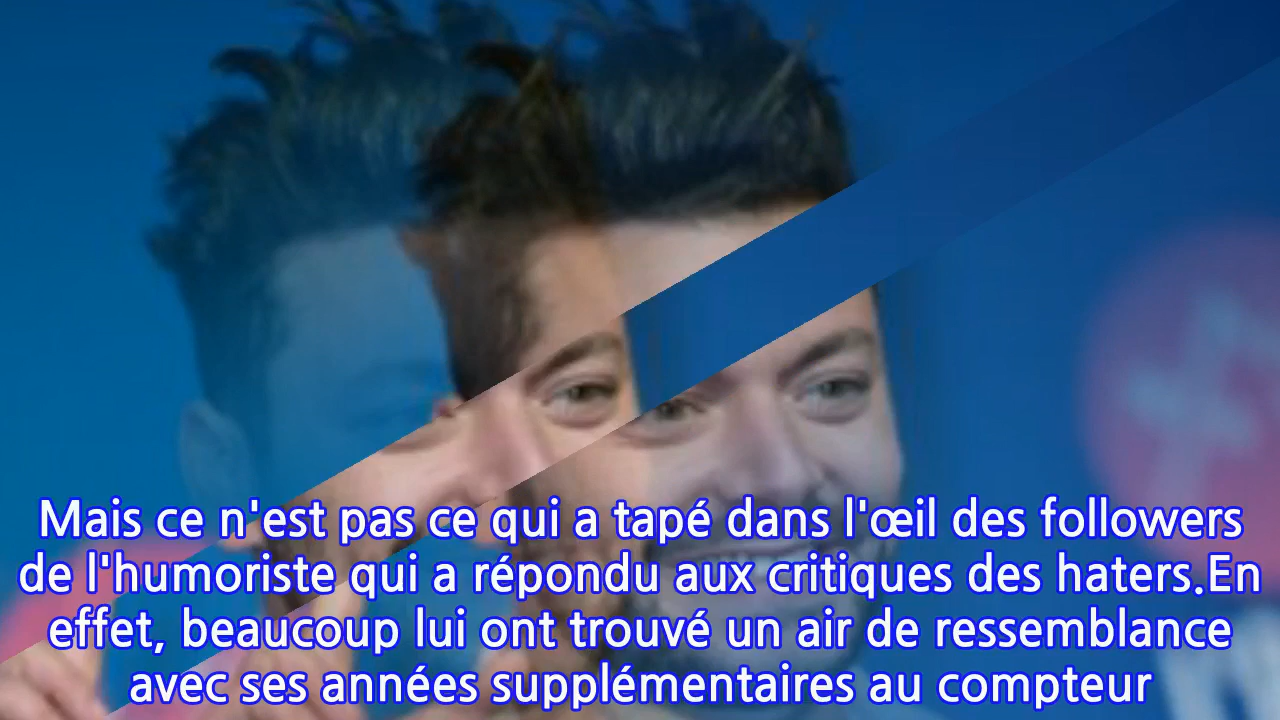 Mais ce n'est pas ce qui a tapé dans l'œil des followers
de l'humoriste qui a répondu aux critiques des haters.En
effet, beaucoup lui ont trouvé un air de ressemblance
avec ses années supplémentaires au compteur